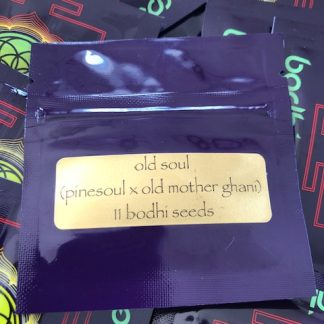 old soul
(pinesoul x old mother ghani)
11 bodhi seeds